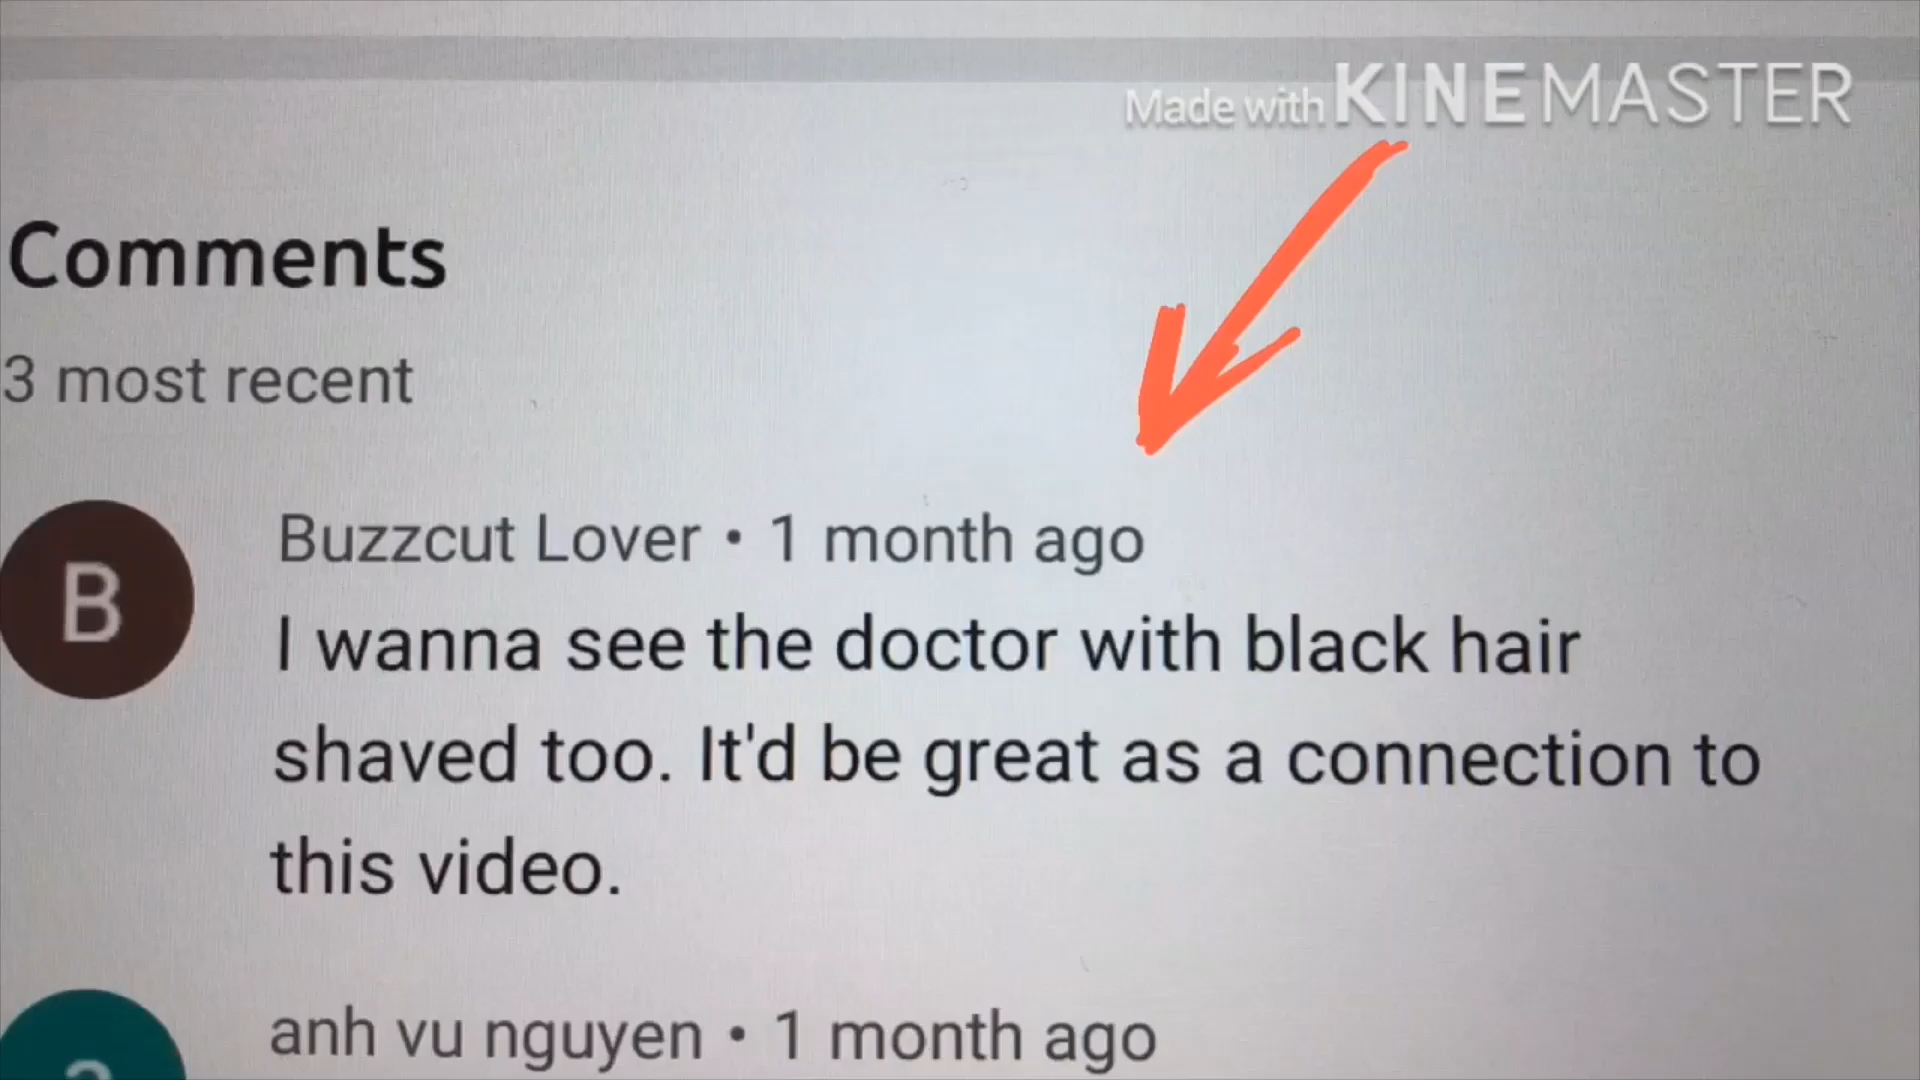 Made with KINEMASTER
Comments
3 most recent
B
Buzzcut Lover • 1 month ago
I wanna see the doctor with black hair
shaved too. It'd be great as a connection to
this video.
anh vu nguyen • 1 month ago